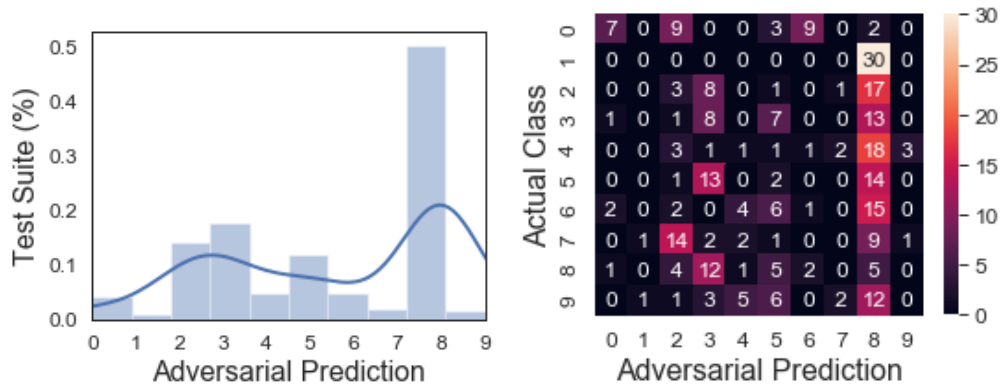 Test Suite (%)
0.5
0.4
0.3
0.2
0.1
0.0
0 1 2 3 4 5 6 7 8 9
Adversarial Prediction
Actual Class
0 7 0 9 0 0 3 9 0 2 0
1 0 0 0 0 0 0 0 0 30 0
2 0 0 3 8 0 1 0 1 17 0
3 1 0 1 8 0 7 0 0 13 0
4 0 0 3 1 1 1 1 2 18 3
5 0 0 1 13 0 2 0 0 14 0
6 2 0 2 0 4 6 1 0 15 0
7 0 1 14 2 2 1 0 0 9 1
8 1 0 4 12 1 5 2 0 5 0
9 0 1 1 3 5 6 0 2 12 0
0 1 2 3 4 5 6 7 8 9
Adversarial Prediction
30
25
20
15
10
5
0